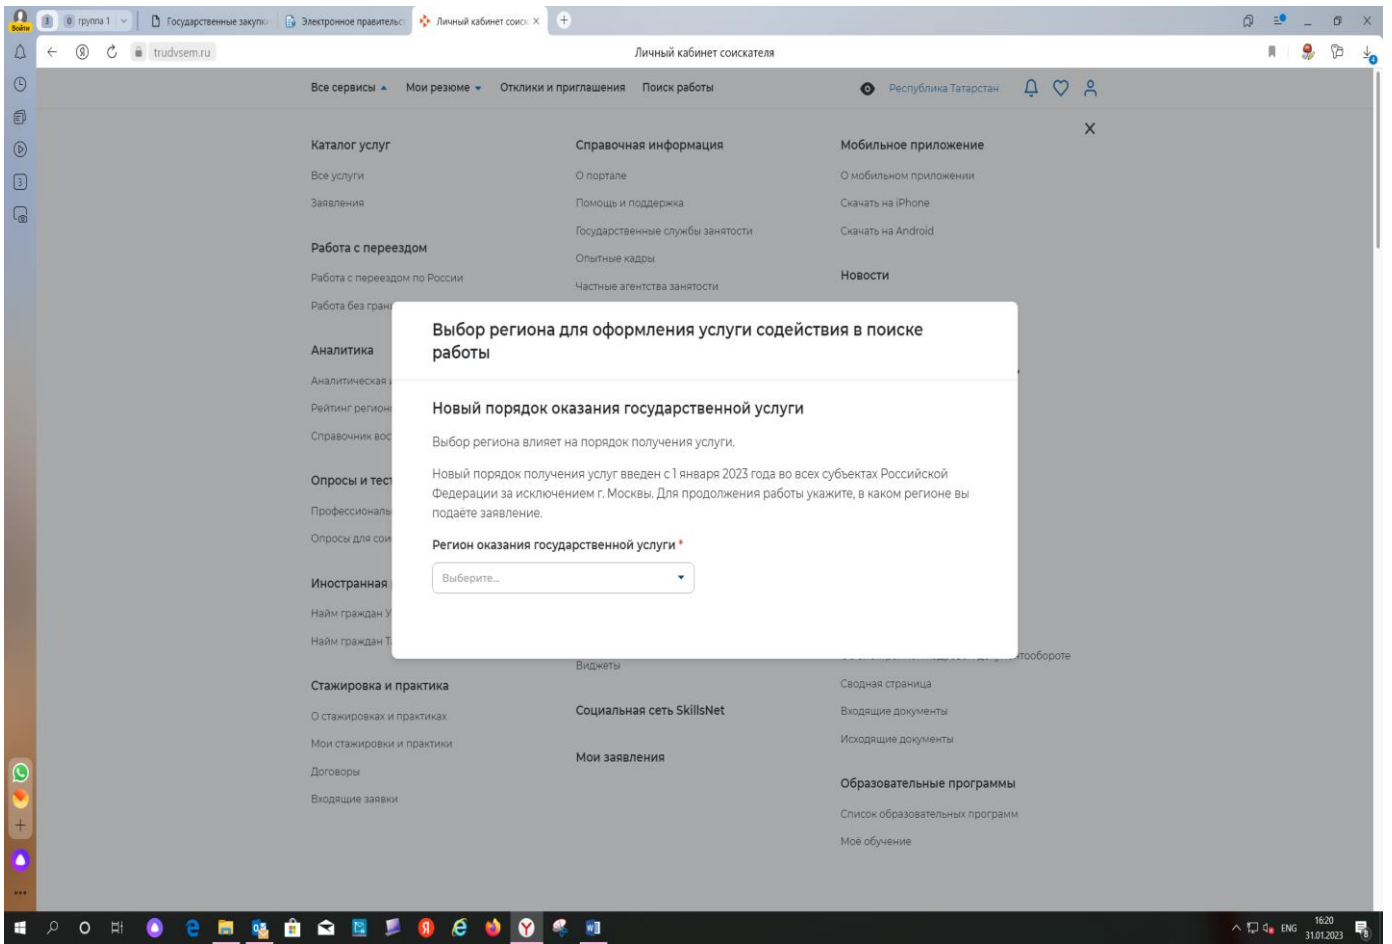 Войти
3
0 группа 1
Государственные закупк
Электронное правительс
Личный кабинет соиск
trudvsem.ru
Личный кабинет соискателя
Все сервисы
Мои резюме
Отклики и приглашения
Поиск работы
Республика Татарстан
Каталог услуг
Все услуги
Заявления
Работа с переездом
Работа с переездом по России
Работа без гран
Аналитика
Аналитическая
Рейтинг регион
Справочник вос
Опросы и тест
Профессиональ
Опросы для сои
Иностранная
Найм граждан У
Найм граждан Т
Стажировка и практика
О стажировках и практиках
Мои стажировки и практики
Договоры
Входящие заявки
Справочная информация
О портале
Помощь и поддержка
Государственные службы занятости
Опытные кадры
Частные агентства занятости
Виджеты
Социальная сеть SkillsNet
Мои заявления
Мобильное приложение
О мобильном приложении
Скачать на iPhone
Скачать на Android
Новости
тообороте
Сводная страница
Входящие документы
Исходящие документы
Образовательные программы
Список образовательных программ
Моё обучение
Выбор региона для оформления услуги содействия в поиске
работы
Новый порядок оказания государственной услуги
Выбор региона влияет на порядок получения услуги.
Новый порядок получения услуг введен с 1 января 2023 года во всех субъектах Российской
Федерации за исключением г. Москвы. Для продолжения работы укажите, в каком регионе вы
подаёте заявление.
Регион оказания государственной услуги *
Выберите...
ENG
16:20
31.01.2023